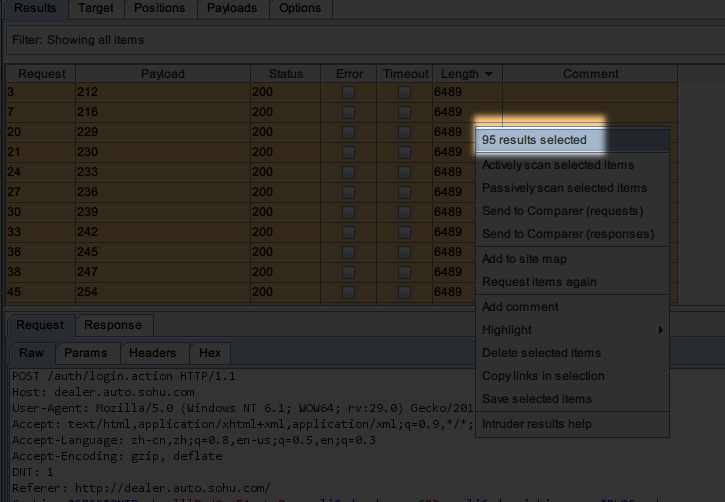 Results Target Positions Payloads Options
Filter: Showing all items
Request Payload Status Error Timeout Length Comment
3 212 200 6489
7 216 200 6489
20 229 200
21 230 200
24 233 200
27 236 200
30 239 200
33 242 200
36 245 200
38 247 200
45 254 200
6489
6489
6489
6489
6489
6489
6489
6489
6489
95 results selected
Actively scan selected items
Passively scan selected items
Send to Comparer (requests)
Send to Comparer (responses)
Add to site map
Request items again
Add comment
Highlight
Delete selected items
Copy links in selection
Save selected items
Intruder results help
Request Response
Raw Params Headers Hex
POST /auth/login.action HTTP/1.1
Host: dealer.auto.sohu.com
User-Agent: Mozilla/5.0 (Windows NT 6.1; WOW64; rv:29.0) Gecko/201
Accept: text/html,application/xhtml+xml,application/xml;q=0.9,*/*;
Accept-Language: zh-cn,zh;q=0.8,en-us;q=0.5,en;q=0.3
Accept-Encoding: gzip, deflate
DNT: 1
Referer: http://dealer.auto.sohu.com/